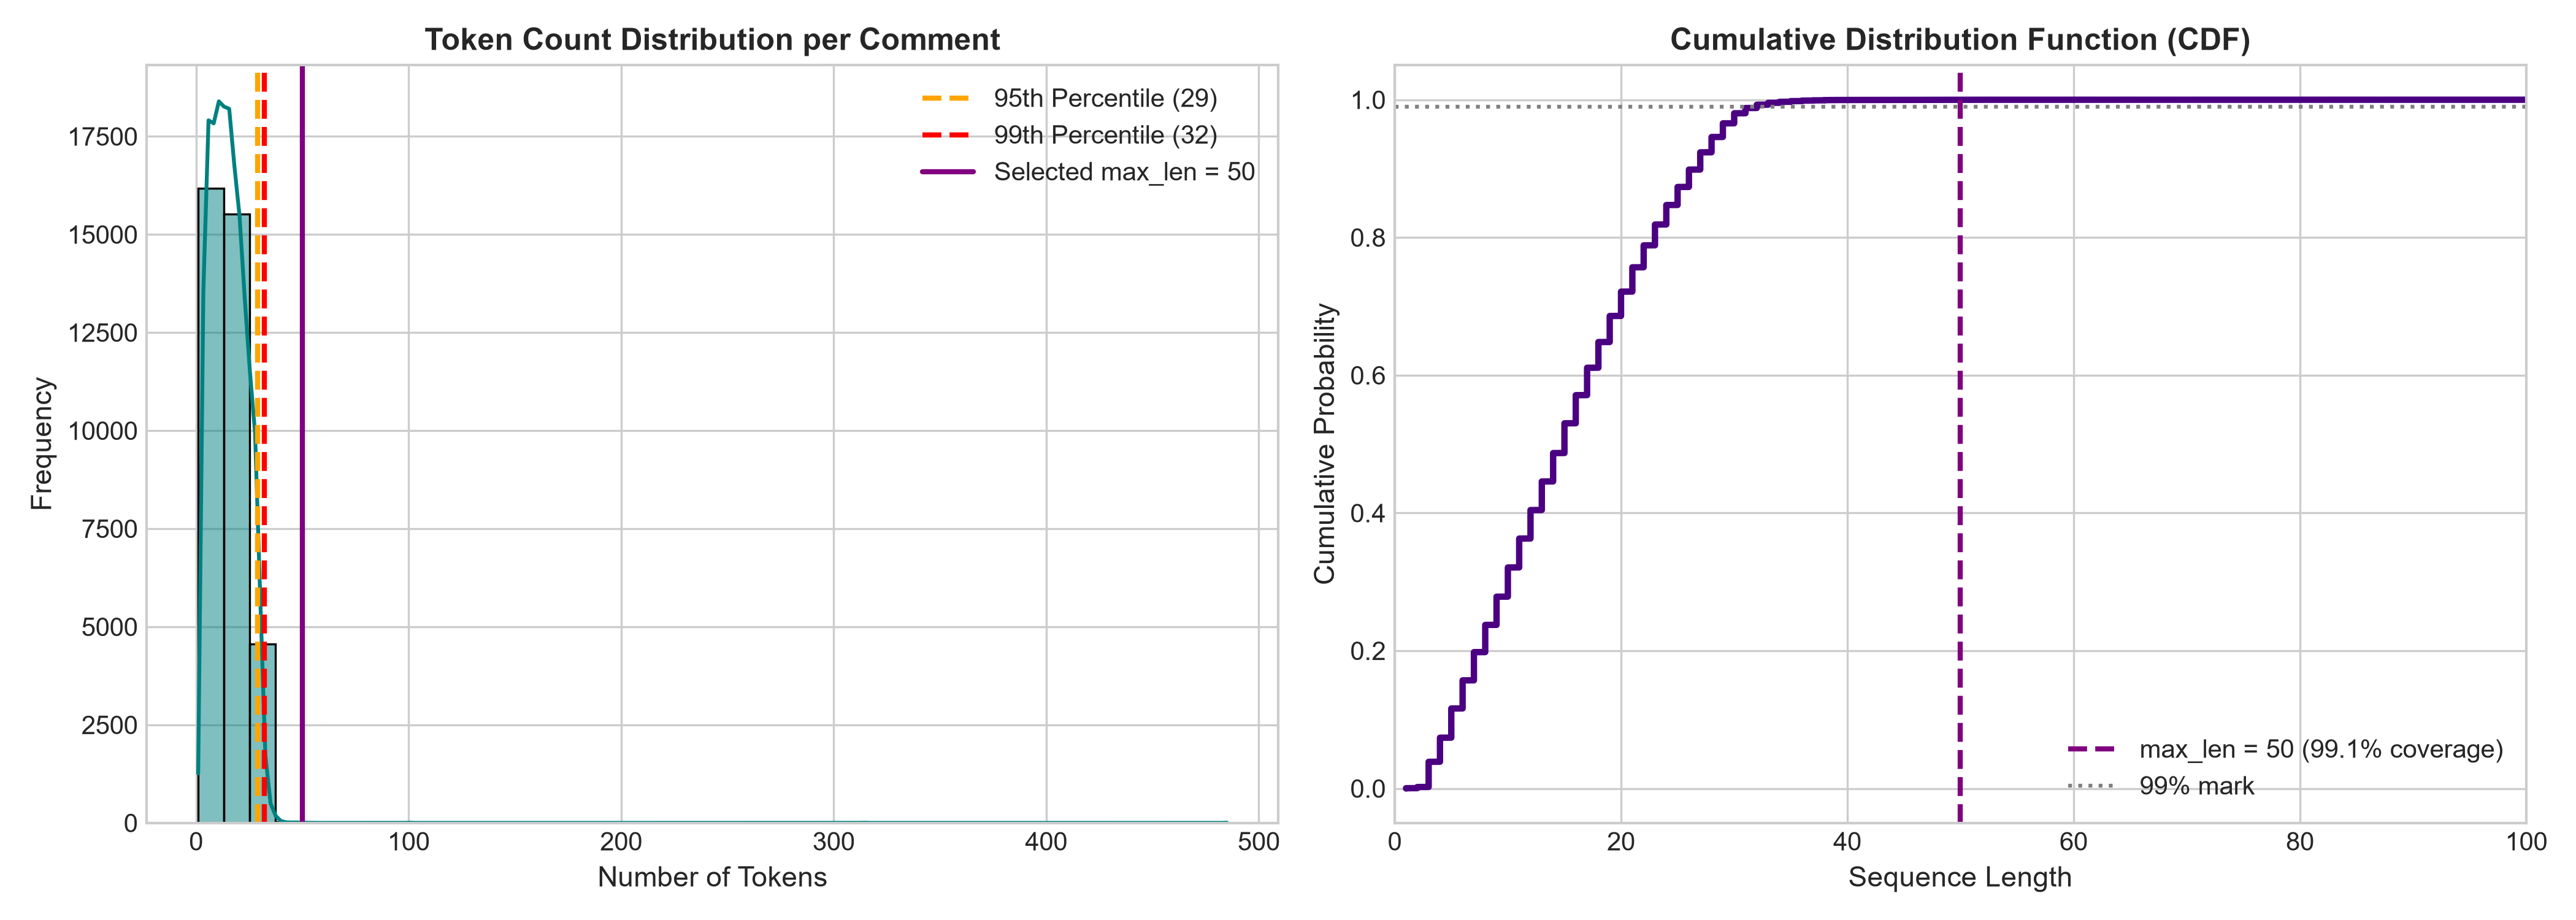 Token Count Distribution per Comment
95th Percentile (29)
99th Percentile (32)
Selected max_len = 50
17500
15000
12500
10000
7500
5000
2500
0
Frequency
0 100 200 300 400 500
Number of Tokens
Cumulative Distribution Function (CDF)
1.0
0.8
0.6
0.4
0.2
0.0
Cumulative Probability
max_len = 50 (99.1% coverage)
99% mark
0 20 40 60 80 100
Sequence Length